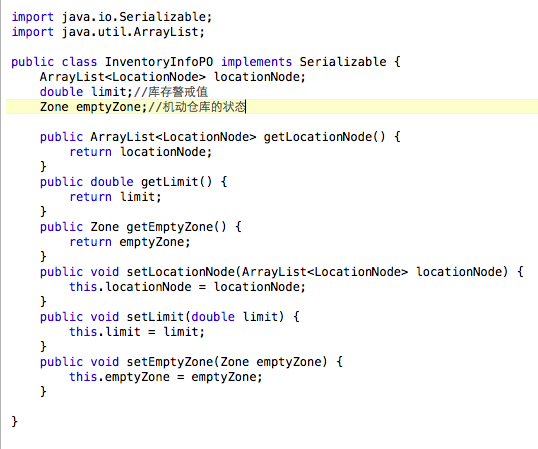 import java.io.Serializable;
import java.util.ArrayList;
public class InventoryInfoPO implements Serializable {
ArrayList<LocationNode> locationNode;
double limit;//库存警戒值
Zone emptyZone;//机动仓库的状态
public ArrayList<LocationNode> getLocationNode() {
return locationNode;
}
public double getLimit() {
return limit;
}
public Zone getEmptyZone() {
return emptyZone;
}
public void setLocationNode(ArrayList<LocationNode> locationNode) {
this.locationNode = locationNode;
}
public void setLimit(double limit) {
this.limit = limit;
}
public void setEmptyZone(Zone emptyZone) {
this.emptyZone = emptyZone;
}
}